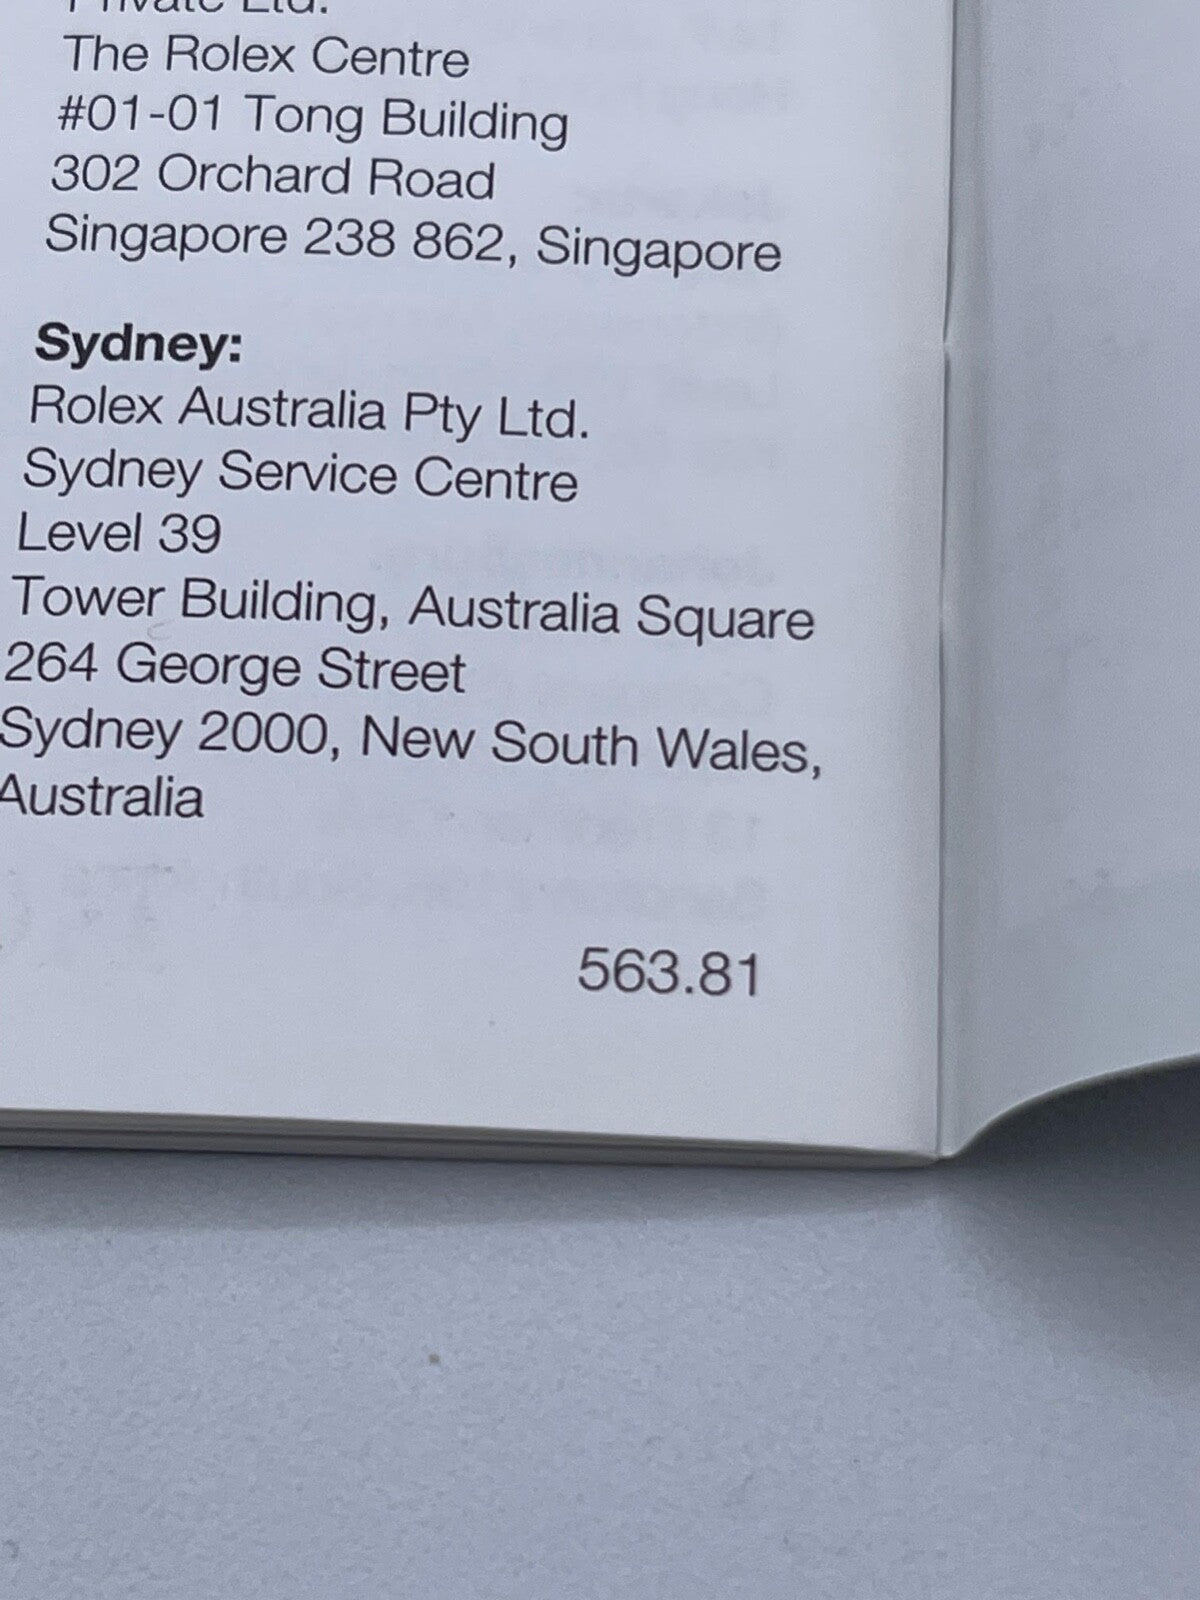 Private Ltd.
The Rolex Centre
#01-01 Tong Building
302 Orchard Road
Singapore 238 862, Singapore
Sydney:
Rolex Australia Pty Ltd.
Sydney Service Centre
Level 39
Tower Building, Australia Square
264 George Street
Sydney 2000, New South Wales,
Australia
563.81